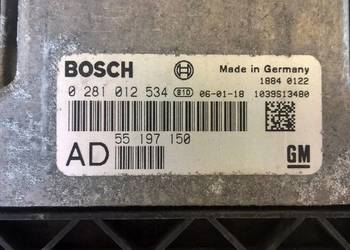 BOSCH Made in Germany
1884 0122
0 281 012 534 810 06-01-18 1039S13480
55 197 150
AD
GM